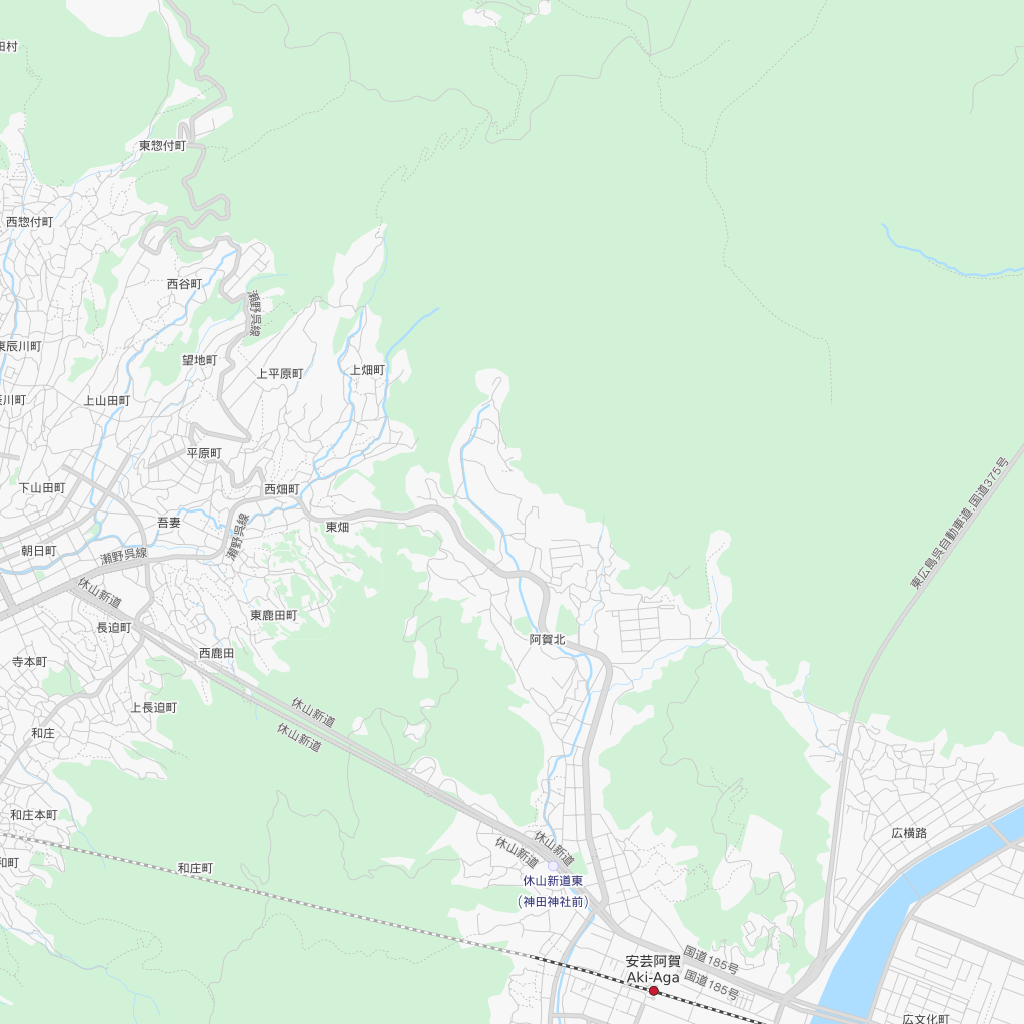 田村
東惣付町
西惣付町
西谷町
瀬野呉線
東辰川町
望地町
上平原町
上畑町
辰川町
上山田町
平原町
国道375号
東広島呉自動車道;国道375号
下山田町
西畑町
吾妻
東畑
瀬野呉線
朝日町
瀬野呉線
休山新道
東鹿田町
長迫町
阿賀北
西鹿田
寺本町
上長迫町
休山新道
和庄
休山新道
和庄本町
広横路
休山新道
休山新道
和町
和庄町
休山新道東
(神田神社前)
国道185号
安芸阿賀
Aki-Aga
国道185号
広文化町